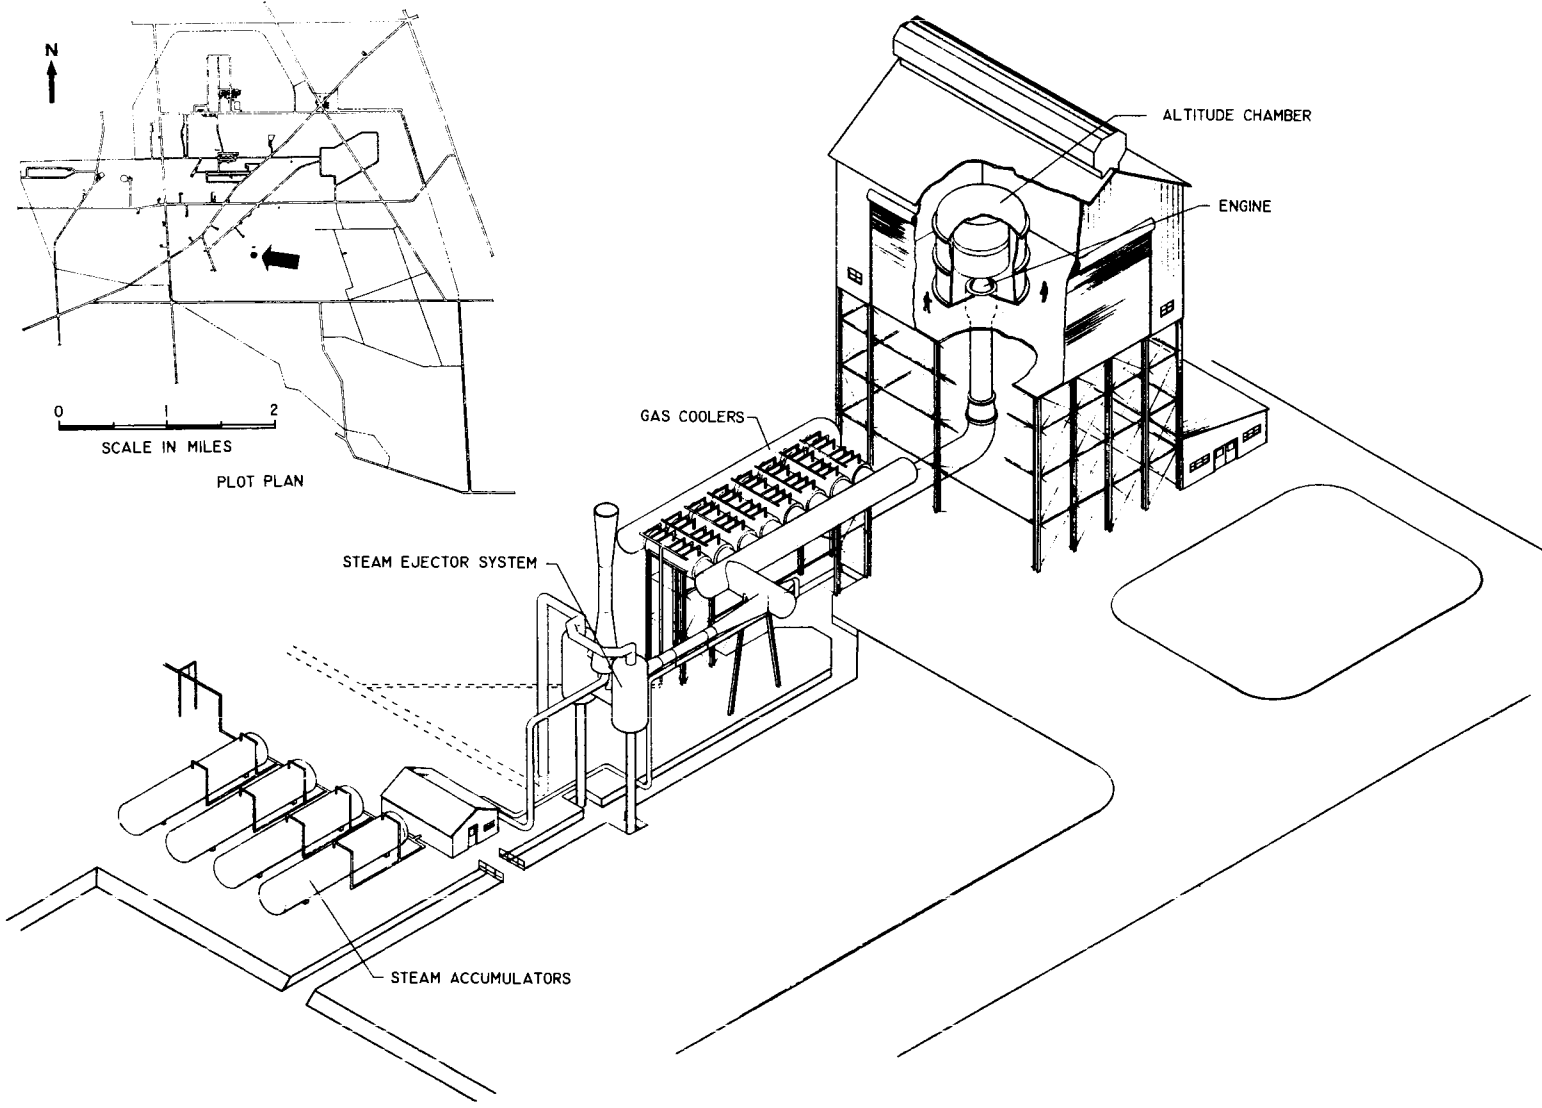 N
0 1 2
SCALE IN MILES
PLOT PLAN
ALTITUDE CHAMBER
ENGINE
GAS COOLERS
STEAM EJECTOR SYSTEM
STEAM ACCUMULATORS